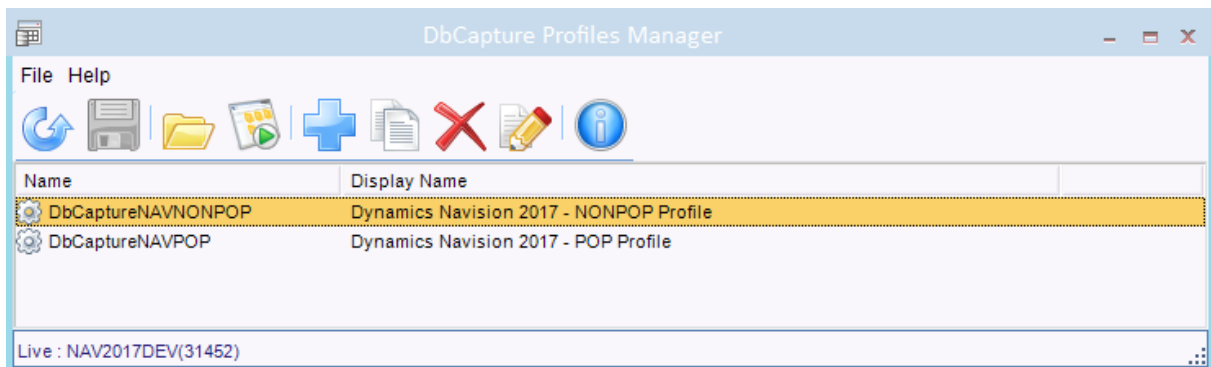 DbCapture Profiles Manager
File Help
Name Display Name
DbCaptureNAVNONPOP Dynamics Navision 2017 - NONPOP Profile
DbCaptureNAVPOP Dynamics Navision 2017 - POP Profile
Live : NAV2017DEV(31452)